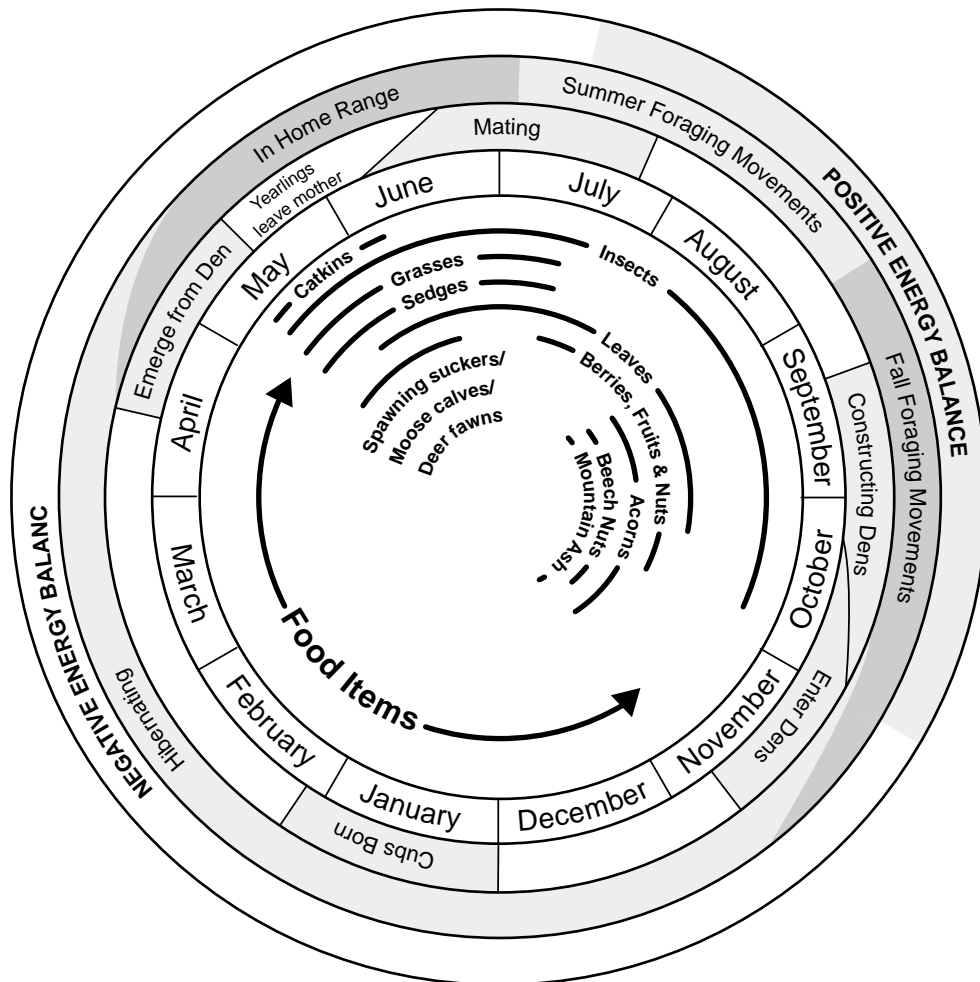 POSITIVE ENERGY BALANCE
NEGATIVE ENERGY BALANC
In Home Range
Summer Foraging Movements
Fall Foraging Movements
Hibernating
Emerge from Den
Yearlings
leave mother
Mating
Constructing Dens
Enter Dens
Cubs Born
January
February
March
April
May
June
July
August
September
October
November
December
Catkins
Insects
Grasses
Sedges
Leaves
Spawning suckers/
Moose calves/
Deer fawns
Berries, Fruits & Nuts
Acorns
Beech Nuts
Mountain Ash
Food Items